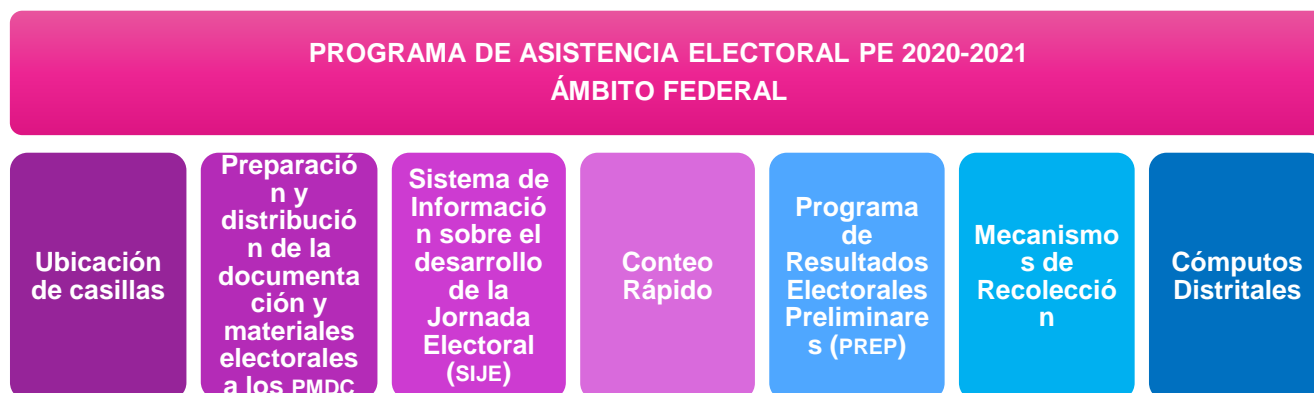 PROGRAMA DE ASISTENCIA ELECTORAL PE 2020-2021
ÁMBITO FEDERAL
Ubicación
de casillas
Preparació
n y
distribució
n de la
documenta
ción y
materiales
electorales
a los PMDC
Sistema de
Informació
n sobre el
desarrollo
de la
Jornada
Electoral
(SIJE)
Conteo
Rápido
Programa
de
Resultados
Electorales
Preliminare
s (PREP)
Mecanismo
s de
Recolecció
n
Cómputos
Distritales